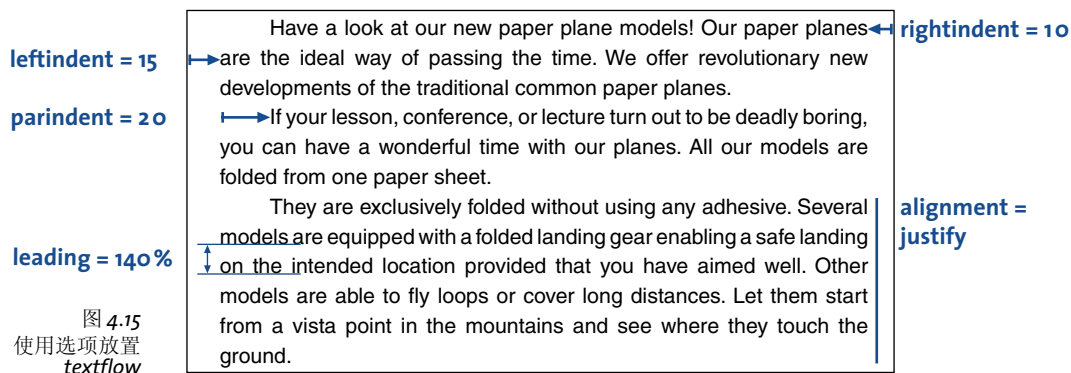 Have a look at our new paper plane models! Our paper planes
are the ideal way of passing the time. We offer revolutionary new
developments of the traditional common paper planes.
If your lesson, conference, or lecture turn out to be deadly boring,
you can have a wonderful time with our planes. All our models are
folded from one paper sheet.
They are exclusively folded without using any adhesive. Several
models are equipped with a folded landing gear enabling a safe landing
on the intended location provided that you have aimed well. Other
models are able to fly loops or cover long distances. Let them start
from a vista point in the mountains and see where they touch the
ground.
leftindent = 15
parindent = 20
leading = 140%
rightindent = 10
alignment =
justify
图 4.15
使用选项放置
textflow